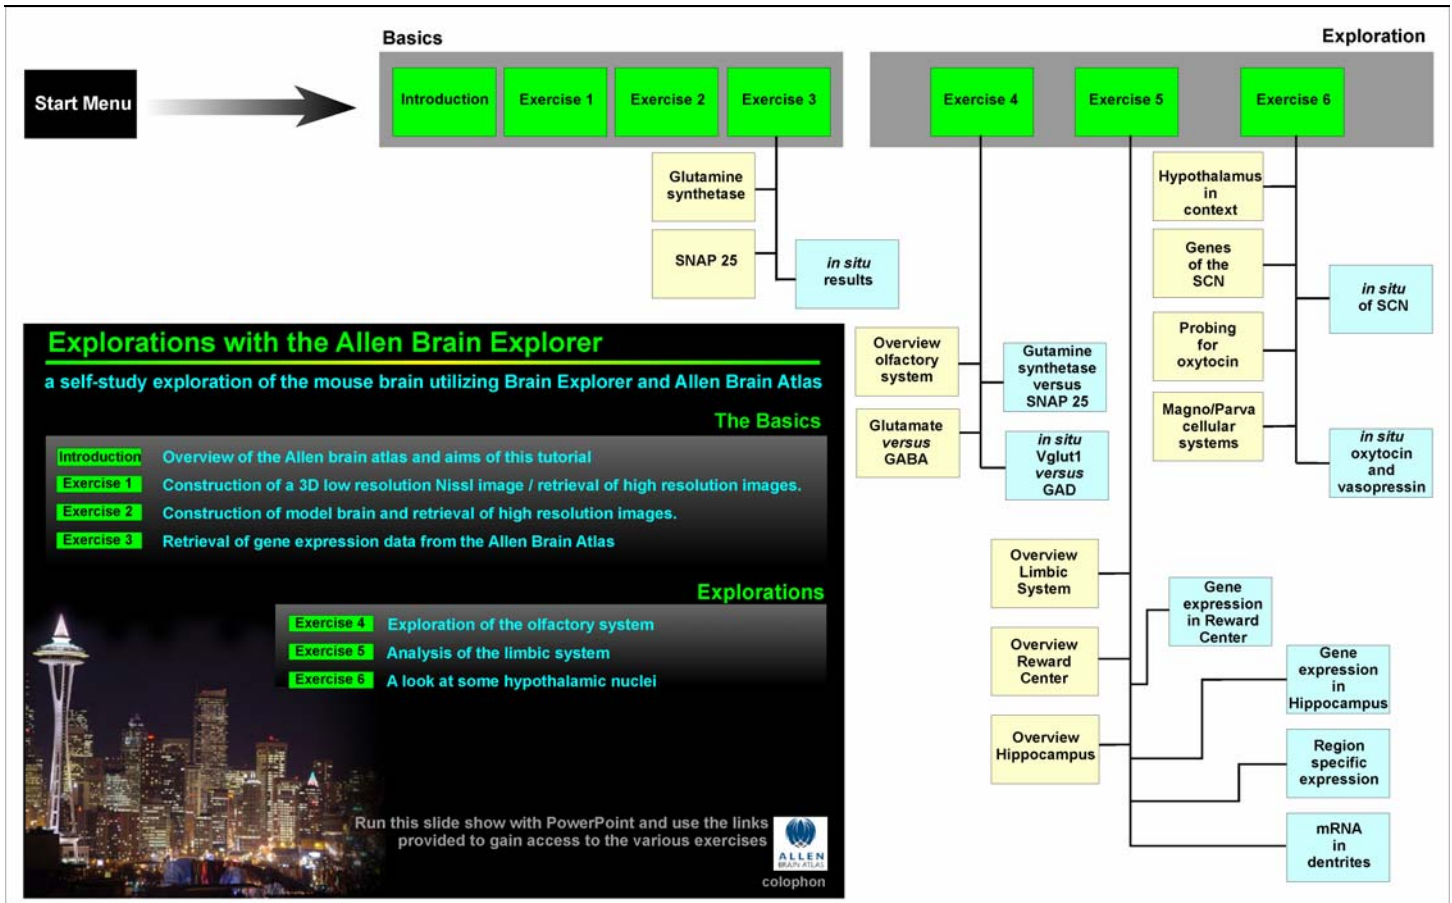 Basics
Exploration
Start Menu
Introduction
Exercise 1
Exercise 2
Exercise 3
Exercise 4
Exercise 5
Exercise 6
Glutamine
synthetase
SNAP 25
in situ
results
Overview
olfactory
system
Glutamate
versus
GABA
Gutamine
synthetase
versus
SNAP 25
in situ
Vglut1
versus
GAD
Hypothalamus
in
context
Genes
of the
SCN
Probing
for
oxytocin
Magno/Parva
cellular
systems
in situ
of SCN
in situ
oxytocin
and
vasopressin
Overview
Limbic
System
Overview
Reward
Center
Overview
Hippocampus
Gene
expression
in Reward
Center
Gene
expression
in
Hippocampus
Region
specific
expression
mRNA
in
dentrites
Explorations with the Allen Brain Explorer
a self-study exploration of the mouse brain utilizing Brain Explorer and Allen Brain Atlas
The Basics
Introduction Overview of the Allen brain atlas and aims of this tutorial
Exercise 1 Construction of a 3D low resolution Nissl image / retrieval of high resolution images.
Exercise 2 Construction of model brain and retrieval of high resolution images.
Exercise 3 Retrieval of gene expression data from the Allen Brain Atlas
Explorations
Exercise 4 Exploration of the olfactory system
Exercise 5 Analysis of the limbic system
Exercise 6 A look at some hypothalamic nuclei
Run this slide show with PowerPoint and use the links
provided to gain access to the various exercises
ALLEN
BRAIN ATLAS
colophon